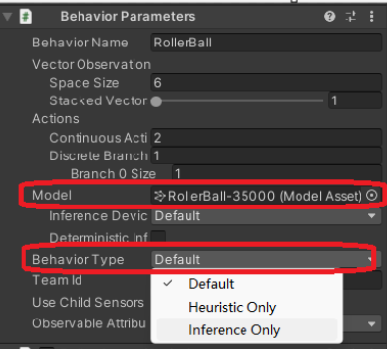 Behavior Parameters
Behavior Name RollerBall
Vector Observation
Space Size 6
Stacked Vector 1
Actions
Continuous Acti 2
Discrete Branch 1
Branch 0 Size 1
Model RollerBall-35000 (Model Asset)
Inference Devic Default
Deterministic Inf
Behavior Type Default
Team Id
Default
Use Child Sensors
Heuristic Only
Observable Attribu
Inference Only